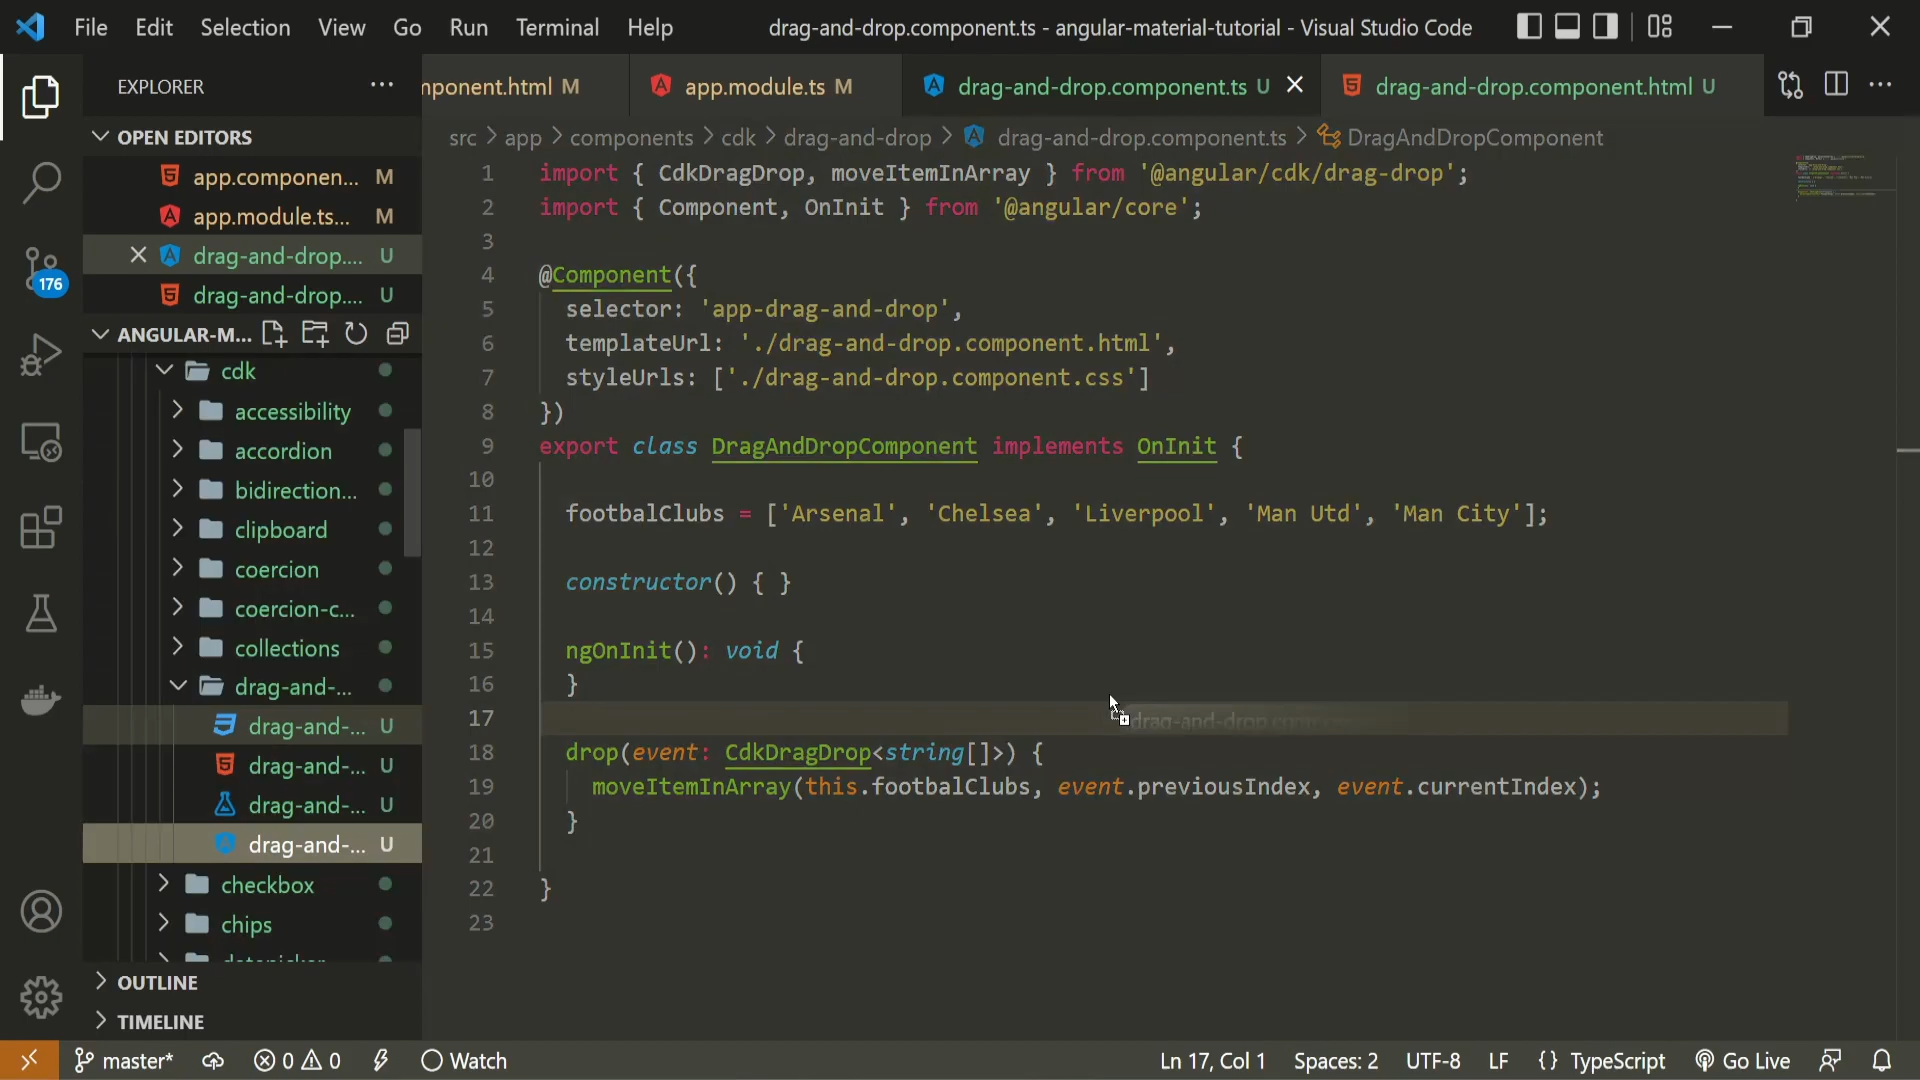 File Edit Selection View Go Run Terminal Help
drag-and-drop.component.ts - angular-material-tutorial - Visual Studio Code
EXPLORER
mponent.html M
app.module.ts M
drag-and-drop.component.ts U
drag-and-drop.component.html U
src > app > components > cdk > drag-and-drop > drag-and-drop.component.ts > DragAndDropComponent
OPEN EDITORS
app.componen... M
app.module.ts... M
drag-and-drop.... U
drag-and-drop.... U
ANGULAR-M...
cdk
accessibility
accordion
bidirection...
clipboard
coercion
coercion-c...
collections
drag-and-...
drag-and-... U
drag-and-... U
drag-and-... U
drag-and-... U
checkbox
chips
datepicker
OUTLINE
TIMELINE
176
1 import { CdkDragDrop, moveItemInArray } from '@angular/cdk/drag-drop';
2 import { Component, OnInit } from '@angular/core';
3
4 @Component({
5 selector: 'app-drag-and-drop',
6 templateUrl: './drag-and-drop.component.html',
7 styleUrls: ['./drag-and-drop.component.css']
8 })
9 export class DragAndDropComponent implements OnInit {
10
11 footbalClubs = ['Arsenal', 'Chelsea', 'Liverpool', 'Man Utd', 'Man City'];
12
13 constructor() { }
14
15 ngOnInit(): void {
16 }
17
18 drop(event: CdkDragDrop<string[]>) {
19 moveItemInArray(this.footbalClubs, event.previousIndex, event.currentIndex);
20 }
21
22 }
23
master* 0 0 Watch
Ln 17, Col 1 Spaces: 2 UTF-8 LF {} TypeScript Go Live